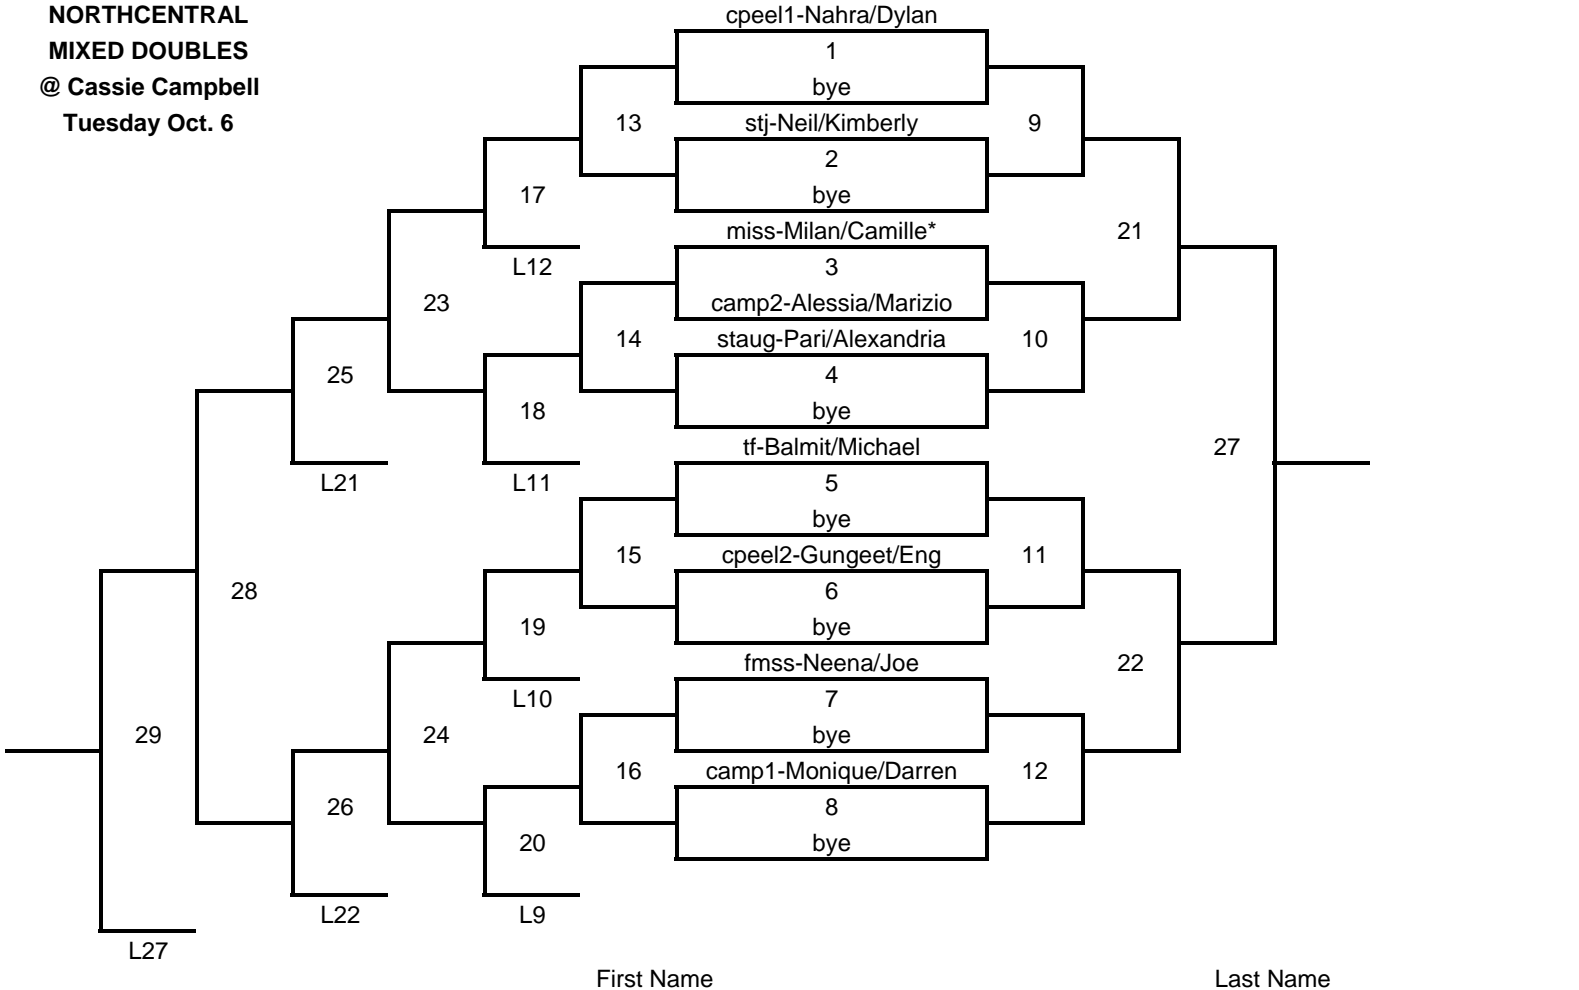 NORTHCENTRAL
MIXED DOUBLES
@ Cassie Campbell
Tuesday Oct. 6
cpeel1-Nahra/Dylan
1
bye
13
stj-Neil/Kimberly
9
2
17
bye
miss-Milan/Camille*
21
L12
3
23
camp2-Alessia/Marizio
14
staug-Pari/Alexandria
10
25
4
18
bye
tf-Balmit/Michael
27
L21
L11
5
bye
15
cpeel2-Gungeet/Eng
11
28
6
19
bye
fmss-Neena/Joe
22
L10
7
29
24
bye
16
camp1-Monique/Darren
12
26
8
20
bye
L22
L9
L27
First Name
Last Name